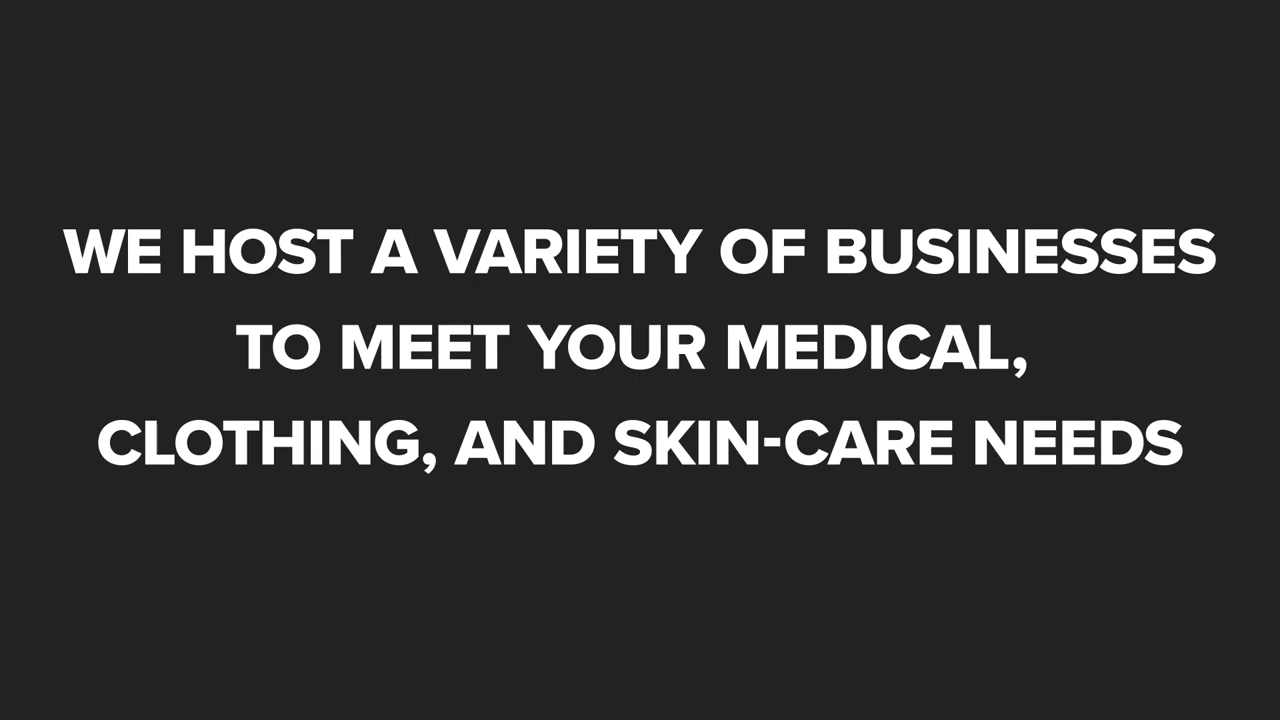 WE HOST A VARIETY OF BUSINESSES
TO MEET YOUR MEDICAL,
CLOTHING, AND SKIN-CARE NEEDS